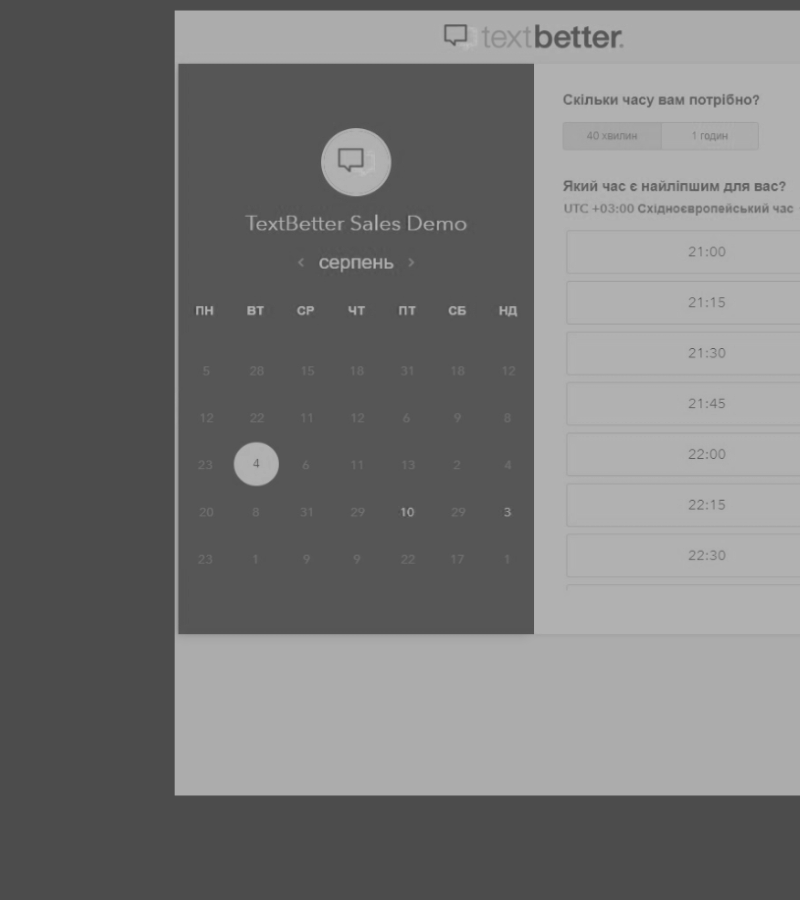 textbetter.
TextBetter Sales Demo
‹ серпень ›
ПН ВТ СР ЧТ ПТ СБ НД
5 28 15 18 31 18 12
12 22 11 12 6 9 8
23 4 6 11 13 2 4
20 8 31 29 10 29 3
23 1 9 9 22 17 1
Скільки часу вам потрібно?
40 хвилин 1 годин
Який час є найліпшим для вас?
UTC +03:00 Східноєвропейський час
21:00
21:15
21:30
21:45
22:00
22:15
22:30